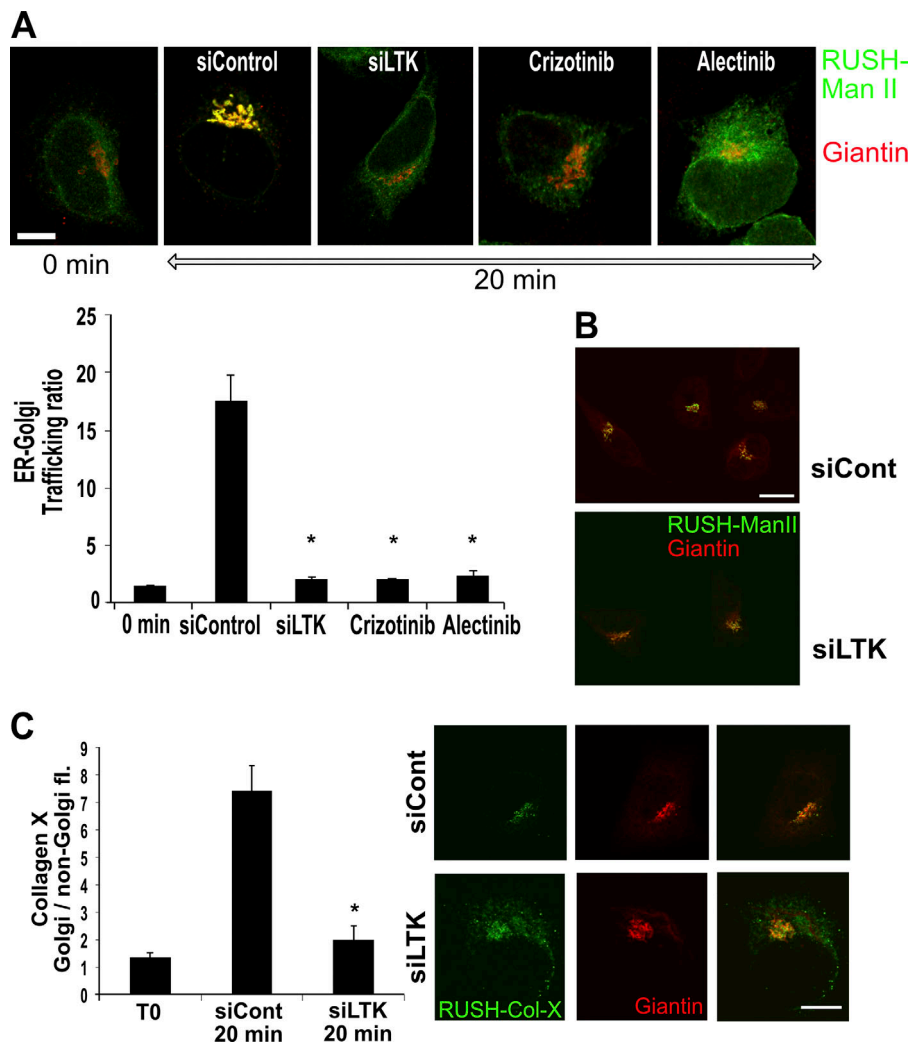 A
siControl
siLTK
Crizotinib
Alectinib
RUSH-
Man II
Giantin
0 min
20 min
25
20
15
10
5
0
ER-Golgi
Trafficking ratio
*
*
*
0 min
siControl
siLTK
Crizotinib
Alectinib
B
siCont
RUSH-ManII
Giantin
siLTK
C
9
8
7
6
5
4
3
2
1
0
Collagen X
Golgi / non-Golgi fl.
*
T0
siCont
20 min
siLTK
20 min
siCont
siLTK
RUSH-Col-X
Giantin